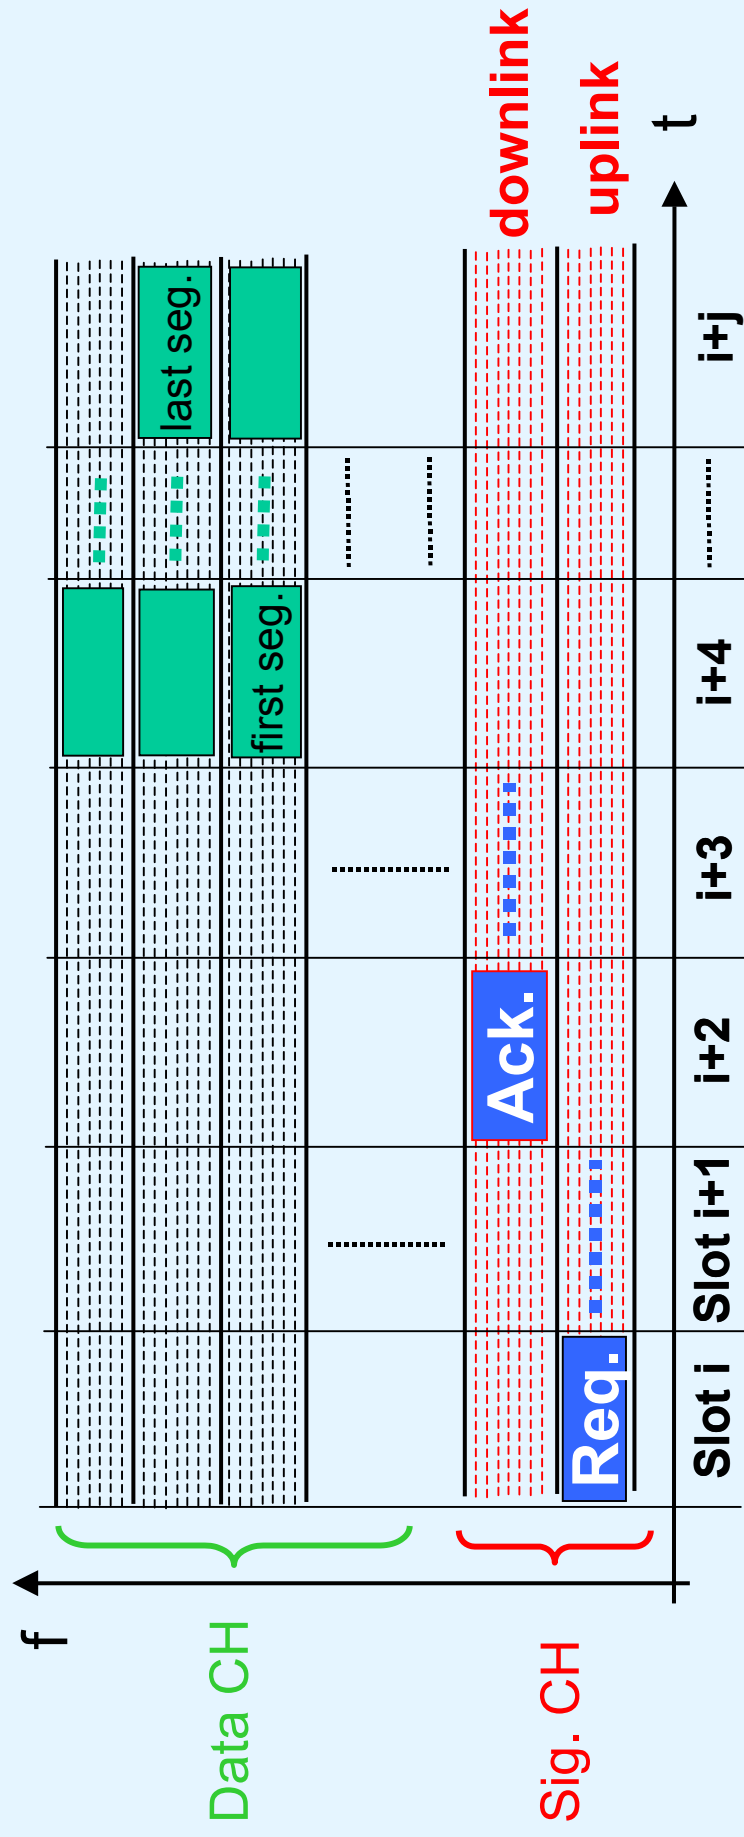 f
Data CH
last seg.
first seg.
Sig. CH
Ack.
downlink
Req.
uplink
t
Slot i
Slot i+1
i+2
i+3
i+4
i+j